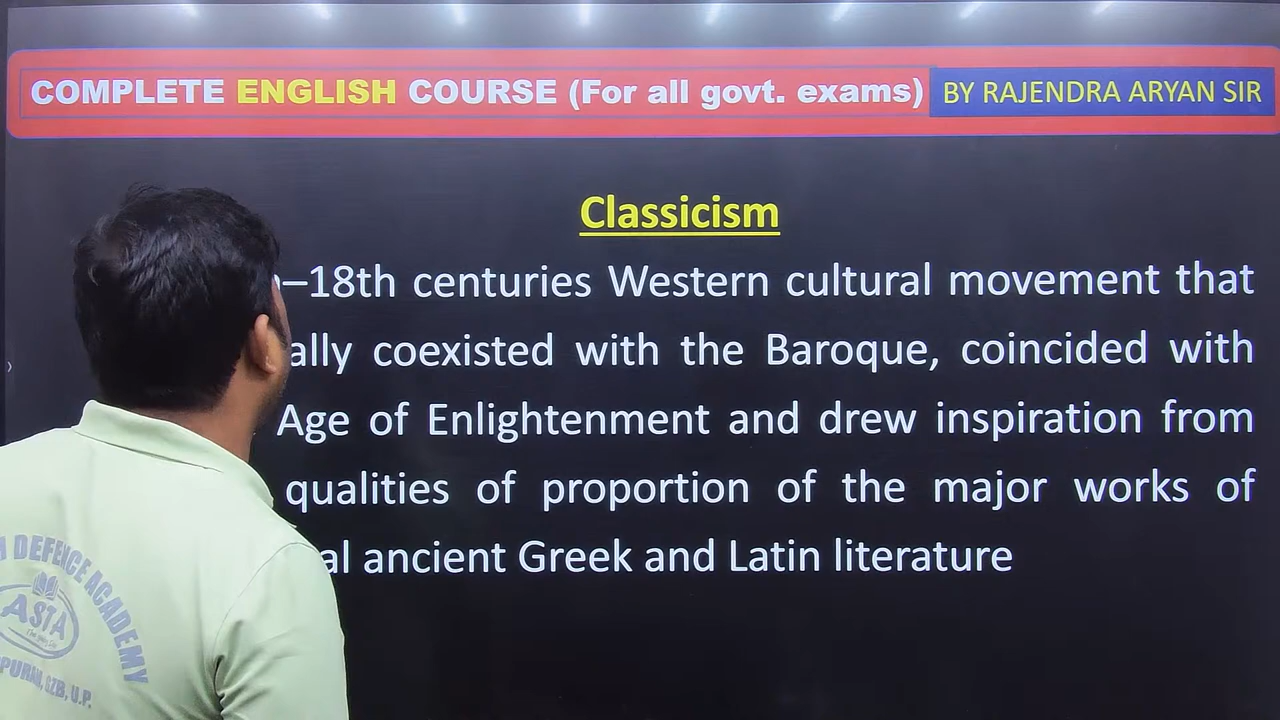 COMPLETE ENGLISH COURSE (For all govt. exams) BY RAJENDRA ARYAN SIR
Classicism
–18th centuries Western cultural movement that
ally coexisted with the Baroque, coincided with
Age of Enlightenment and drew inspiration from
qualities of proportion of the major works of
al ancient Greek and Latin literature
DEFENCE ACADEMY
ASTA
GZB, U.P.